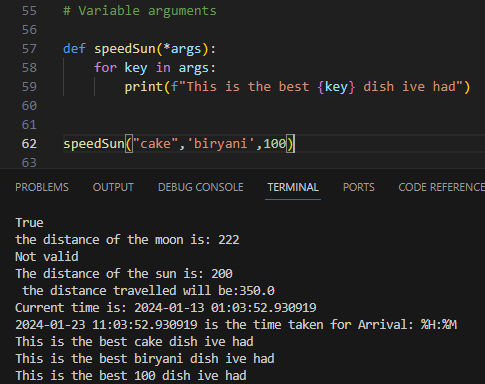 55 # Variable arguments
56
57 def speedSun(*args):
58 for key in args:
59 print(f"This is the best {key} dish ive had")
60
61
62 speedSun("cake",'biryani',100)
63
PROBLEMS OUTPUT DEBUG CONSOLE TERMINAL PORTS CODE REFERENCE
True
the distance of the moon is: 222
Not valid
The distance of the sun is: 200
the distance travelled will be:350.0
Current time is: 2024-01-13 01:03:52.930919
2024-01-23 11:03:52.930919 is the time taken for Arrival: %H:%M
This is the best cake dish ive had
This is the best biryani dish ive had
This is the best 100 dish ive had